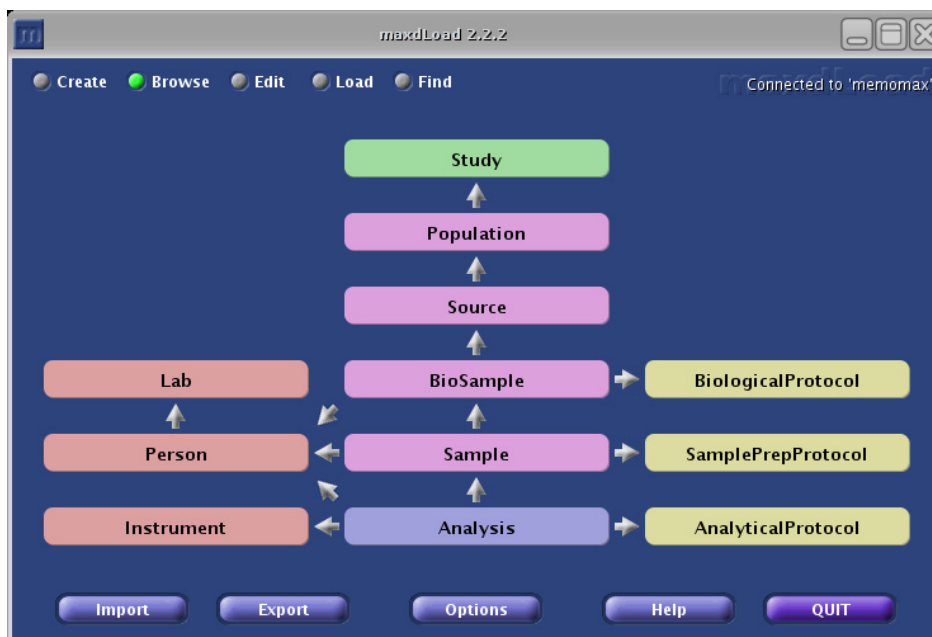 m maxdLoad 2.2.2
Create Browse Edit Load Find
maxdLoad
Connected to 'memomax'
Study
Population
Source
Lab BioSample BiologicalProtocol
Person Sample SamplePrepProtocol
Instrument Analysis AnalyticalProtocol
Import Export Options Help QUIT